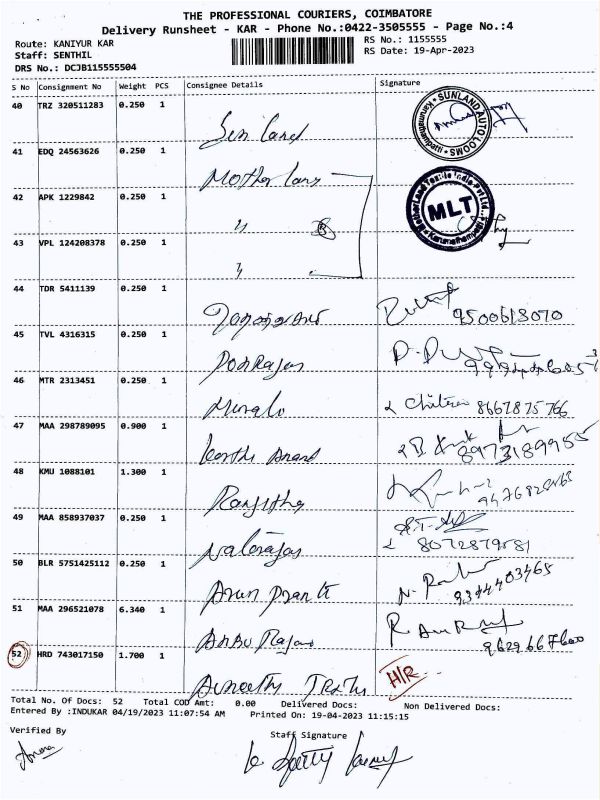 THE PROFESSIONAL COURIERS, COIMBATORE
Delivery Runsheet - KAR - Phone No.:0422-3505555 - Page No.:4
Route: KANIYUR KAR
RS No.: 1155555
Staff: SENTHIL
RS Date: 19-Apr-2023
DRS No.: DCJB115555504
S No Consignment No Weight PCS Consignee Details Signature
40 TRZ 320511283 0.250 1 Sun Land
SUNLAND AUTO LOOMS
Karumathampatti
41 EDQ 24563626 0.250 1 Mother Land
42 APK 1229842 0.250 1 "
MLT
43 VPL 124208378 0.250 1 "
44 TDR 5411139 0.250 1
9500613070
45 TVL 4316315 0.250 1 PonRajan
46 MTR 2313451 0.250 1 Murali
8667875766
47 MAA 298789095 0.900 1 Karthi Anand
8973189955
48 KMU 1088101 1.300 1 Ranjitha
49 MAA 858937037 0.250 1 Natarajan
8072879581
50 BLR 5751425112 0.250 1 Arun
9344403465
51 MAA 296521078 6.340 1 Anbu Rajan
52 HRD 743017150 1.700 1
H/R
Total No. Of Docs: 52 Total COD Amt: 0.00 Delivered Docs: Non Delivered Docs:
Entered By :INDUKAR 04/19/2023 11:07:54 AM Printed On: 19-04-2023 11:15:15
Verified By
Staff Signature